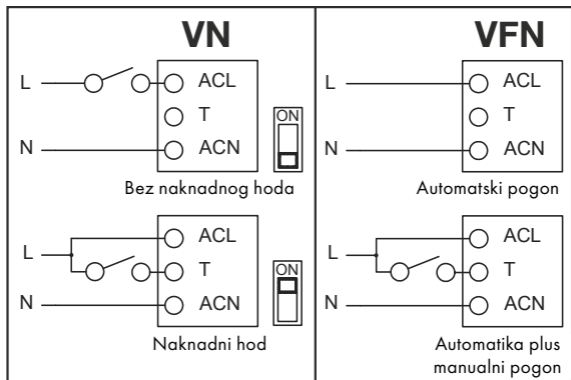 VN
L
ACL
T
N
ACN
ON
Bez naknadnog hoda
L
ACL
T
N
ACN
ON
Naknadni hod
VFN
L
ACL
T
N
ACN
Automatski pogon
L
ACL
T
N
ACN
Automatika plus
manualni pogon